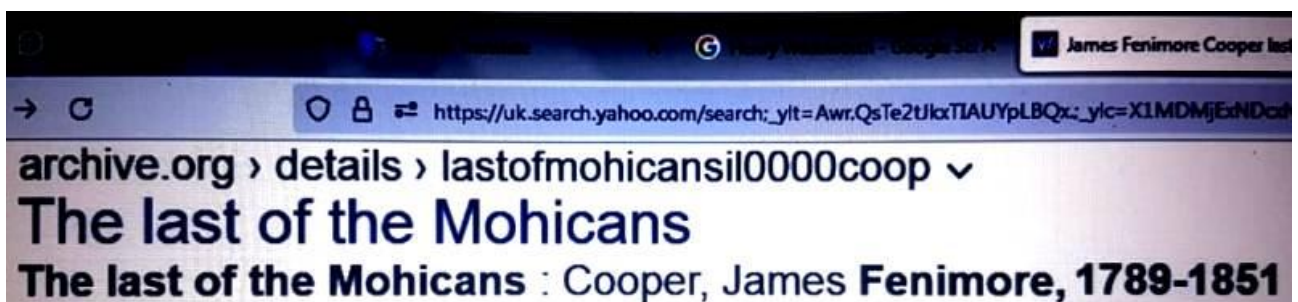 James Fenimore Cooper last
https://uk.search.yahoo.com/search;_ylt=Awr.QsTe2tJkxTIAUYpLBQx.;_ylc=X1MDMjExNDcx
archive.org › details › lastofmohicansil0000coop
The last of the Mohicans
The last of the Mohicans : Cooper, James Fenimore, 1789-1851